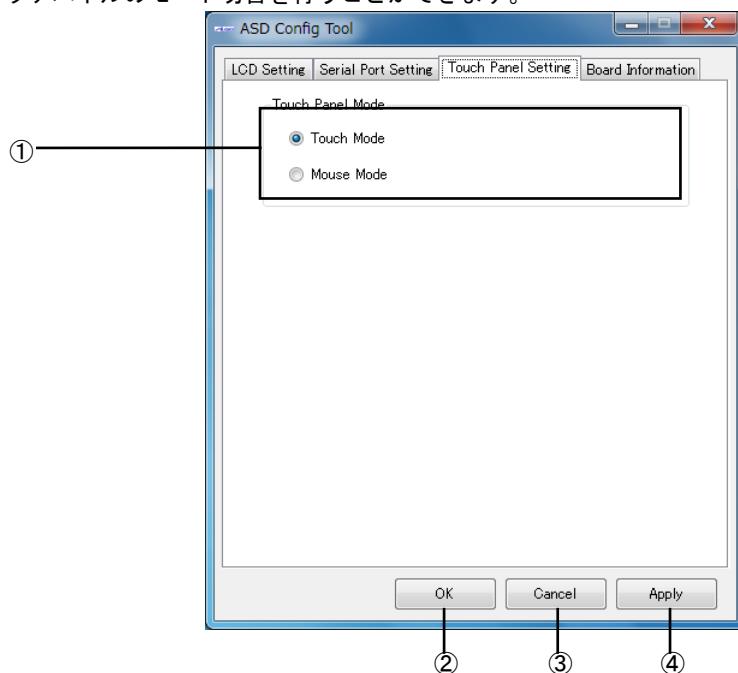 ASD Config Tool
LCD Setting Serial Port Setting Touch Panel Setting Board Information
Touch Panel Mode
① Touch Mode
Mouse Mode
OK Cancel Apply
② ③ ④